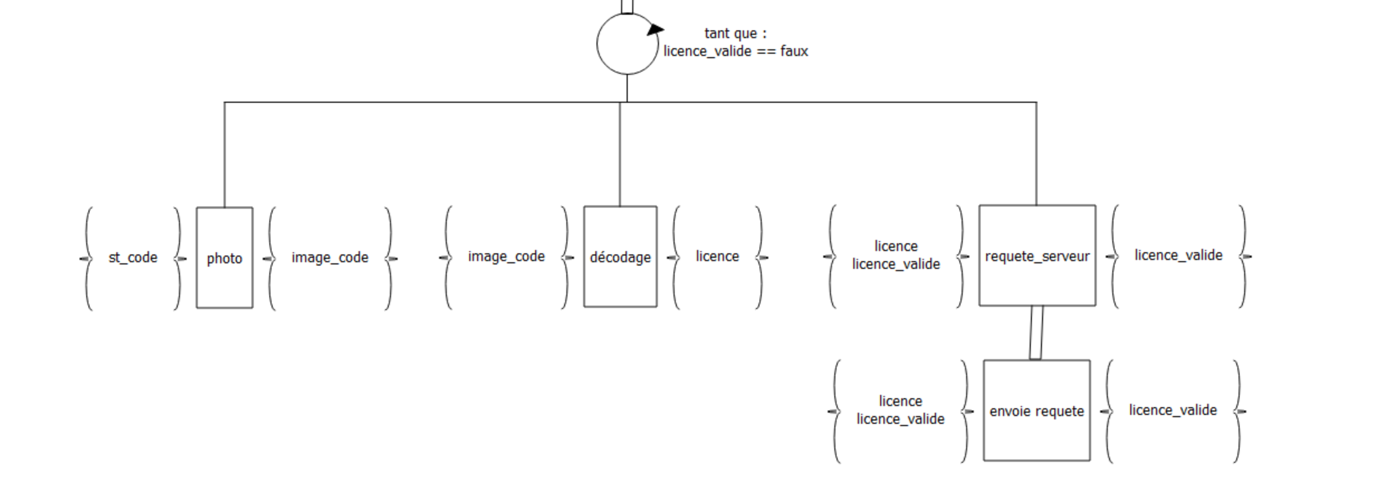 tant que :
licence_valide == faux
st_code
photo
image_code
image_code
décodage
licence
licence
licence_valide
requete_serveur
licence_valide
licence
licence_valide
envoie requete
licence_valide